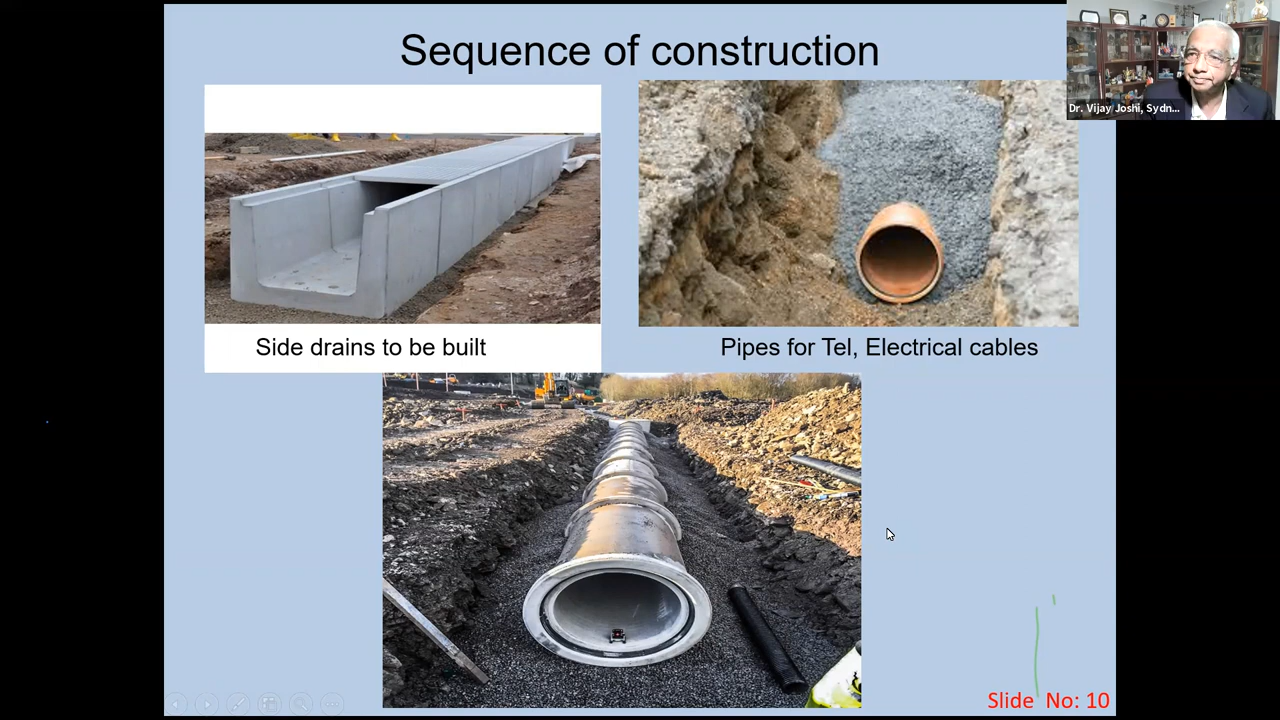 Sequence of construction
Dr. Vijay Joshi, Sydn...
Side drains to be built
Pipes for Tel, Electrical cables
Slide No: 10